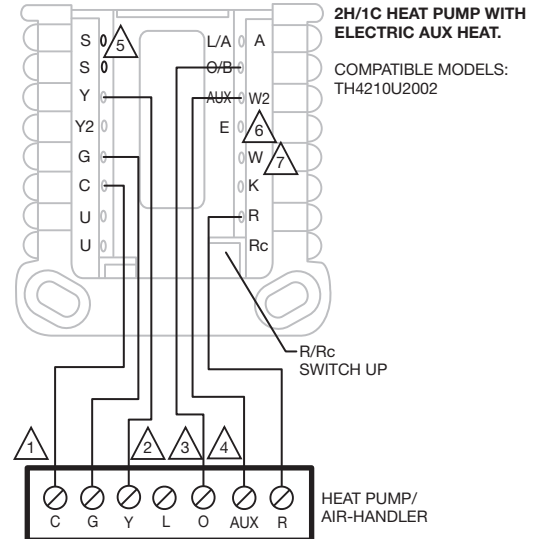 2H/1C HEAT PUMP WITH
ELECTRIC AUX HEAT.
COMPATIBLE MODELS:
TH4210U2002
S 5 L/A A
S O/B
Y AUX W2
Y2 E 6
G W 7
C K
U R
U Rc
R/Rc
SWITCH UP
1 2 3 4
C G Y L O AUX R
HEAT PUMP/
AIR-HANDLER